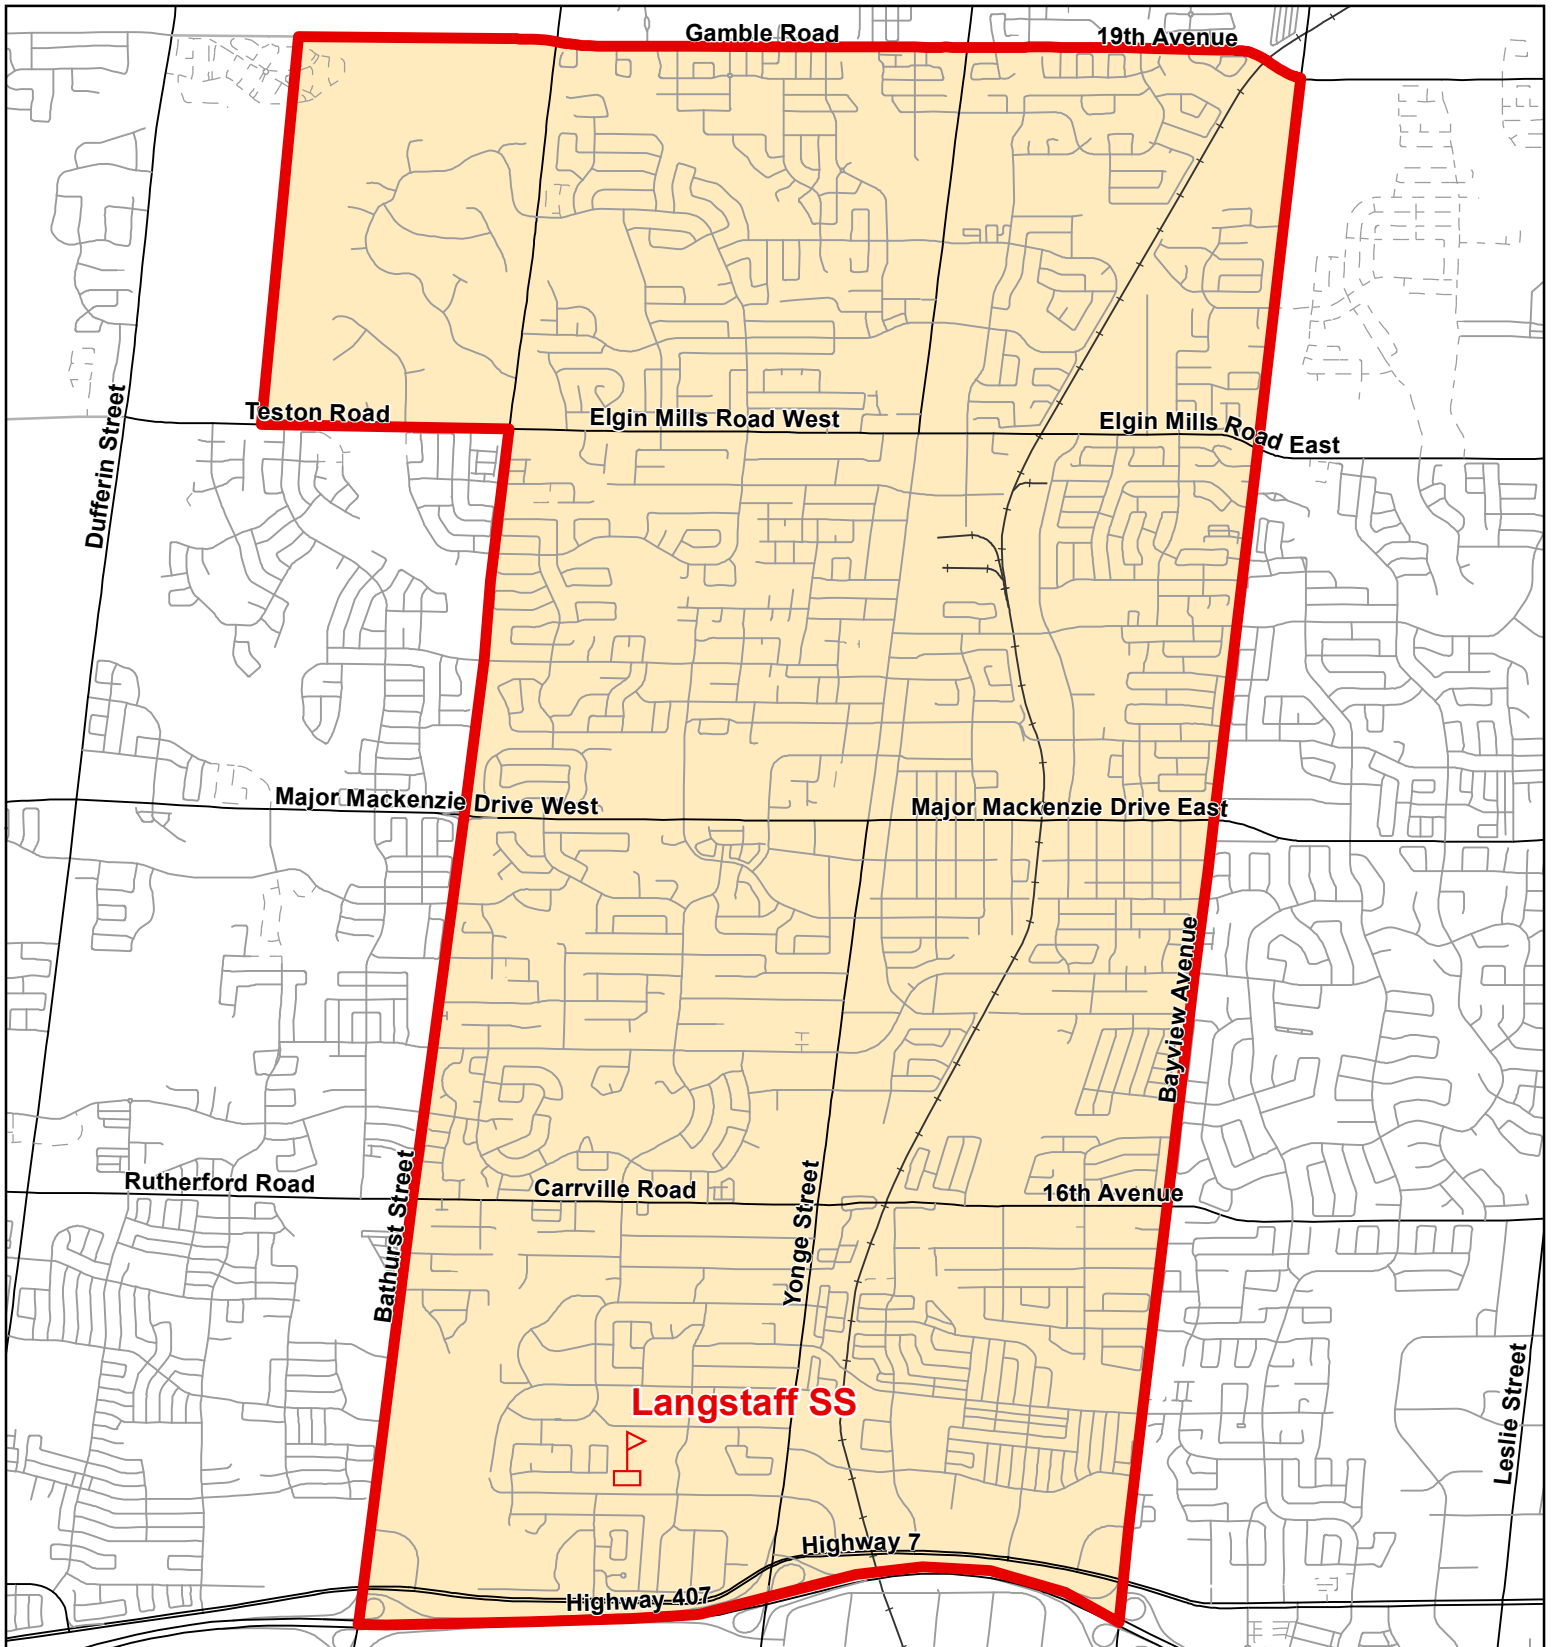 Gamble Road
19th Avenue
Teston Road
Elgin Mills Road West
Elgin Mills Road East
Dufferin Street
Major Mackenzie Drive West
Major Mackenzie Drive East
Bayview Avenue
Rutherford Road
Carrville Road
16th Avenue
Bathurst Street
Yonge Street
Langstaff SS
Leslie Street
Highway 7
Highway 407